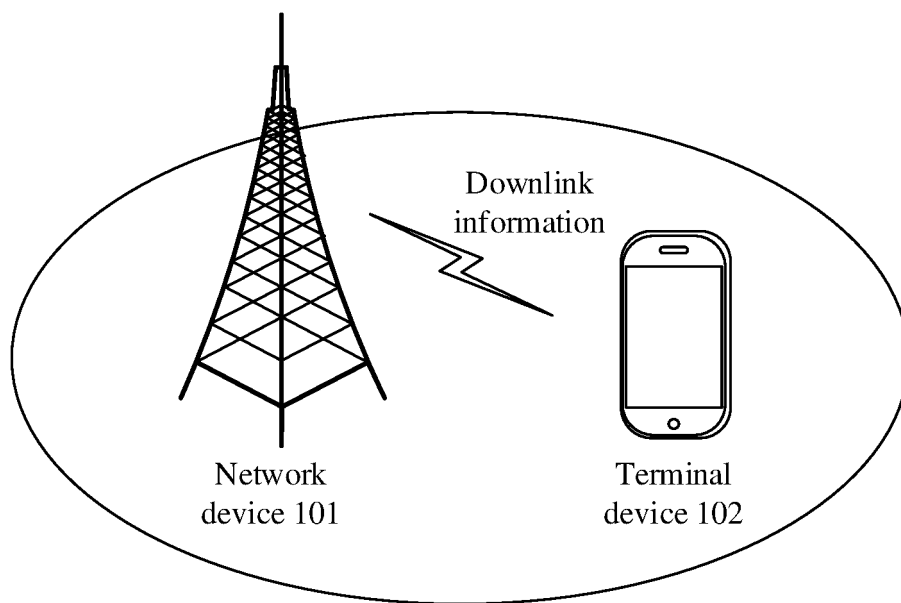 Downlink
information
Network
device 101
Terminal
device 102